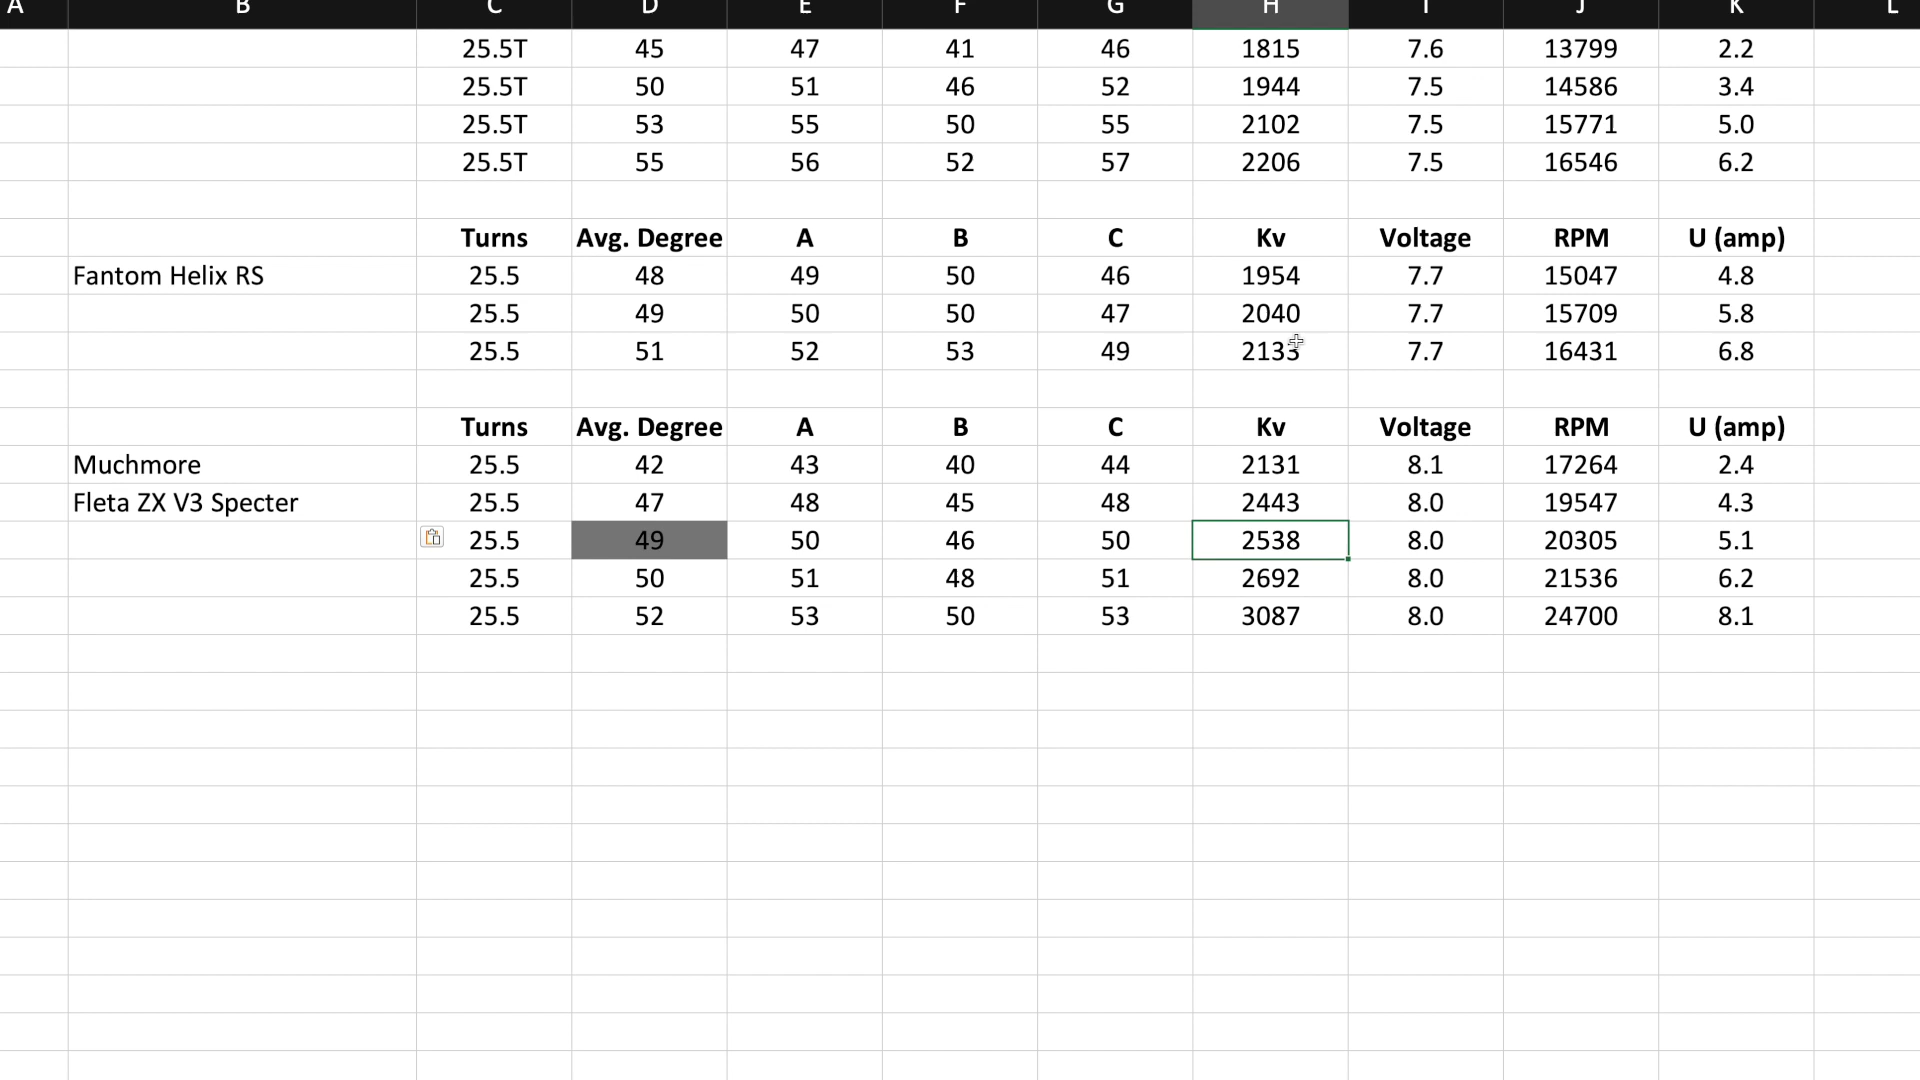 A B C D E F G H I J K L
25.5T 45 47 41 46 1815 7.6 13799 2.2
25.5T 50 51 46 52 1944 7.5 14586 3.4
25.5T 53 55 50 55 2102 7.5 15771 5.0
25.5T 55 56 52 57 2206 7.5 16546 6.2
Turns Avg. Degree A B C Kv Voltage RPM U (amp)
Fantom Helix RS 25.5 48 49 50 46 1954 7.7 15047 4.8
25.5 49 50 50 47 2040 7.7 15709 5.8
25.5 51 52 53 49 2133 7.7 16431 6.8
Turns Avg. Degree A B C Kv Voltage RPM U (amp)
Muchmore 25.5 42 43 40 44 2131 8.1 17264 2.4
Fleta ZX V3 Specter 25.5 47 48 45 48 2443 8.0 19547 4.3
25.5 49 50 46 50 2538 8.0 20305 5.1
25.5 50 51 48 51 2692 8.0 21536 6.2
25.5 52 53 50 53 3087 8.0 24700 8.1